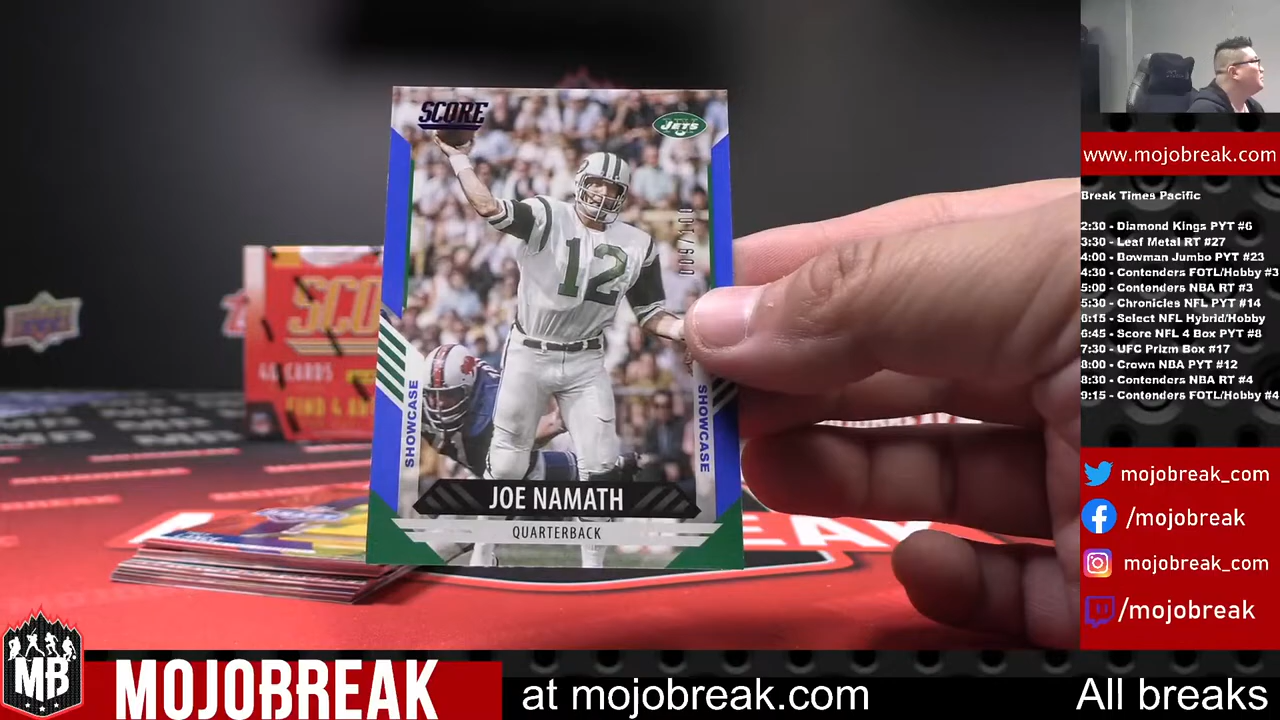 SCORE
JETS
12
009/100
SHOWCASE
SHOWCASE
JOE NAMATH
QUARTERBACK
SCO
CARDS
FIND 4
www.mojobreak.com
Break Times Pacific
2:30 - Diamond Kings PYT #6
3:30 - Leaf Metal RT #27
4:00 - Bowman Jumbo PYT #23
4:30 - Contenders FOTL/Hobby #3
5:00 - Contenders NBA RT #3
5:30 - Chronicles NFL PYT #14
6:15 - Select NFL Hybrid/Hobby
6:45 - Score NFL 4 Box PYT #8
7:30 - UFC Prizm Box #17
8:00 - Crown NBA PYT #12
8:30 - Contenders NBA RT #4
9:15 - Contenders FOTL/Hobby #4
mojobreak_com
/mojobreak
mojobreak_com
/mojobreak
MB
MOJOBREAK
at mojobreak.com
All breaks